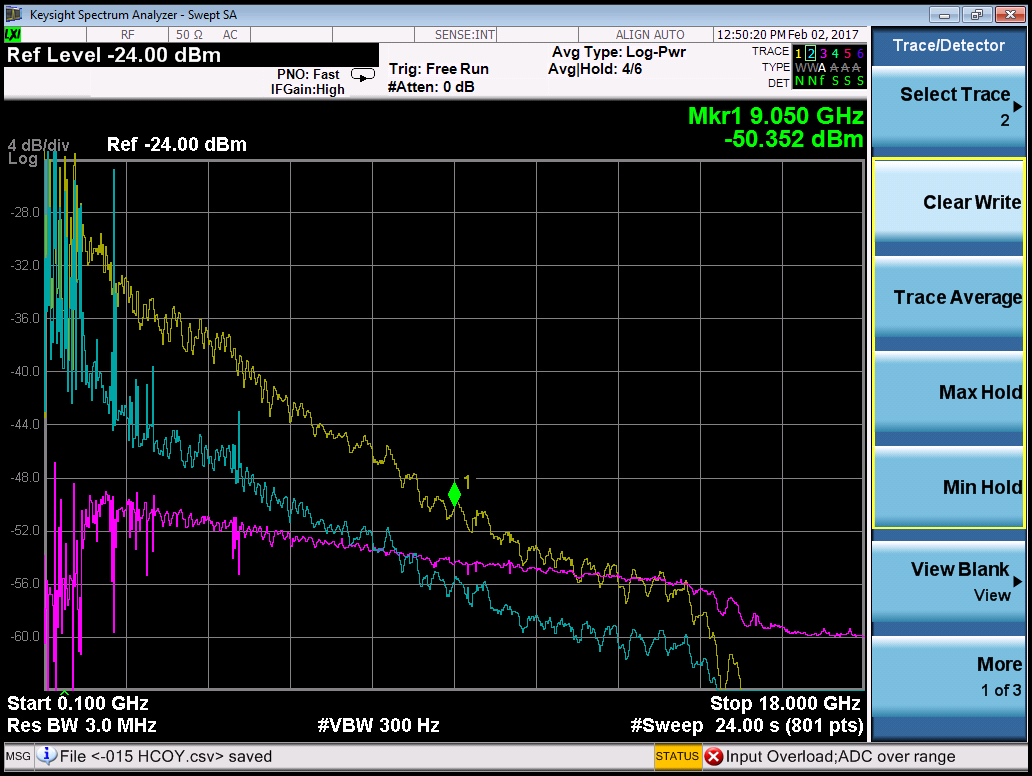 Keysight Spectrum Analyzer - Swept SA
LXI RF 50 Ω AC SENSE:INT ALIGN AUTO 12:50:20 PM Feb 02, 2017
Ref Level -24.00 dBm
PNO: Fast
IFGain:High
Trig: Free Run
#Atten: 0 dB
Avg Type: Log-Pwr
Avg|Hold: 4/6
TRACE 1 2 3 4 5 6
TYPE W W A A A A
DET N N f S S S
Mkr1 9.050 GHz
-50.352 dBm
4 dB/div
Log
Ref -24.00 dBm
-28.0
-32.0
-36.0
-40.0
-44.0
-48.0
-52.0
-56.0
-60.0
1
Start 0.100 GHz
Stop 18.000 GHz
Res BW 3.0 MHz
#VBW 300 Hz
#Sweep 24.00 s (801 pts)
MSG File <-015 HCOY.csv> saved
STATUS Input Overload;ADC over range
Trace/Detector
Select Trace
2
Clear Write
Trace Average
Max Hold
Min Hold
View Blank
View
More
1 of 3